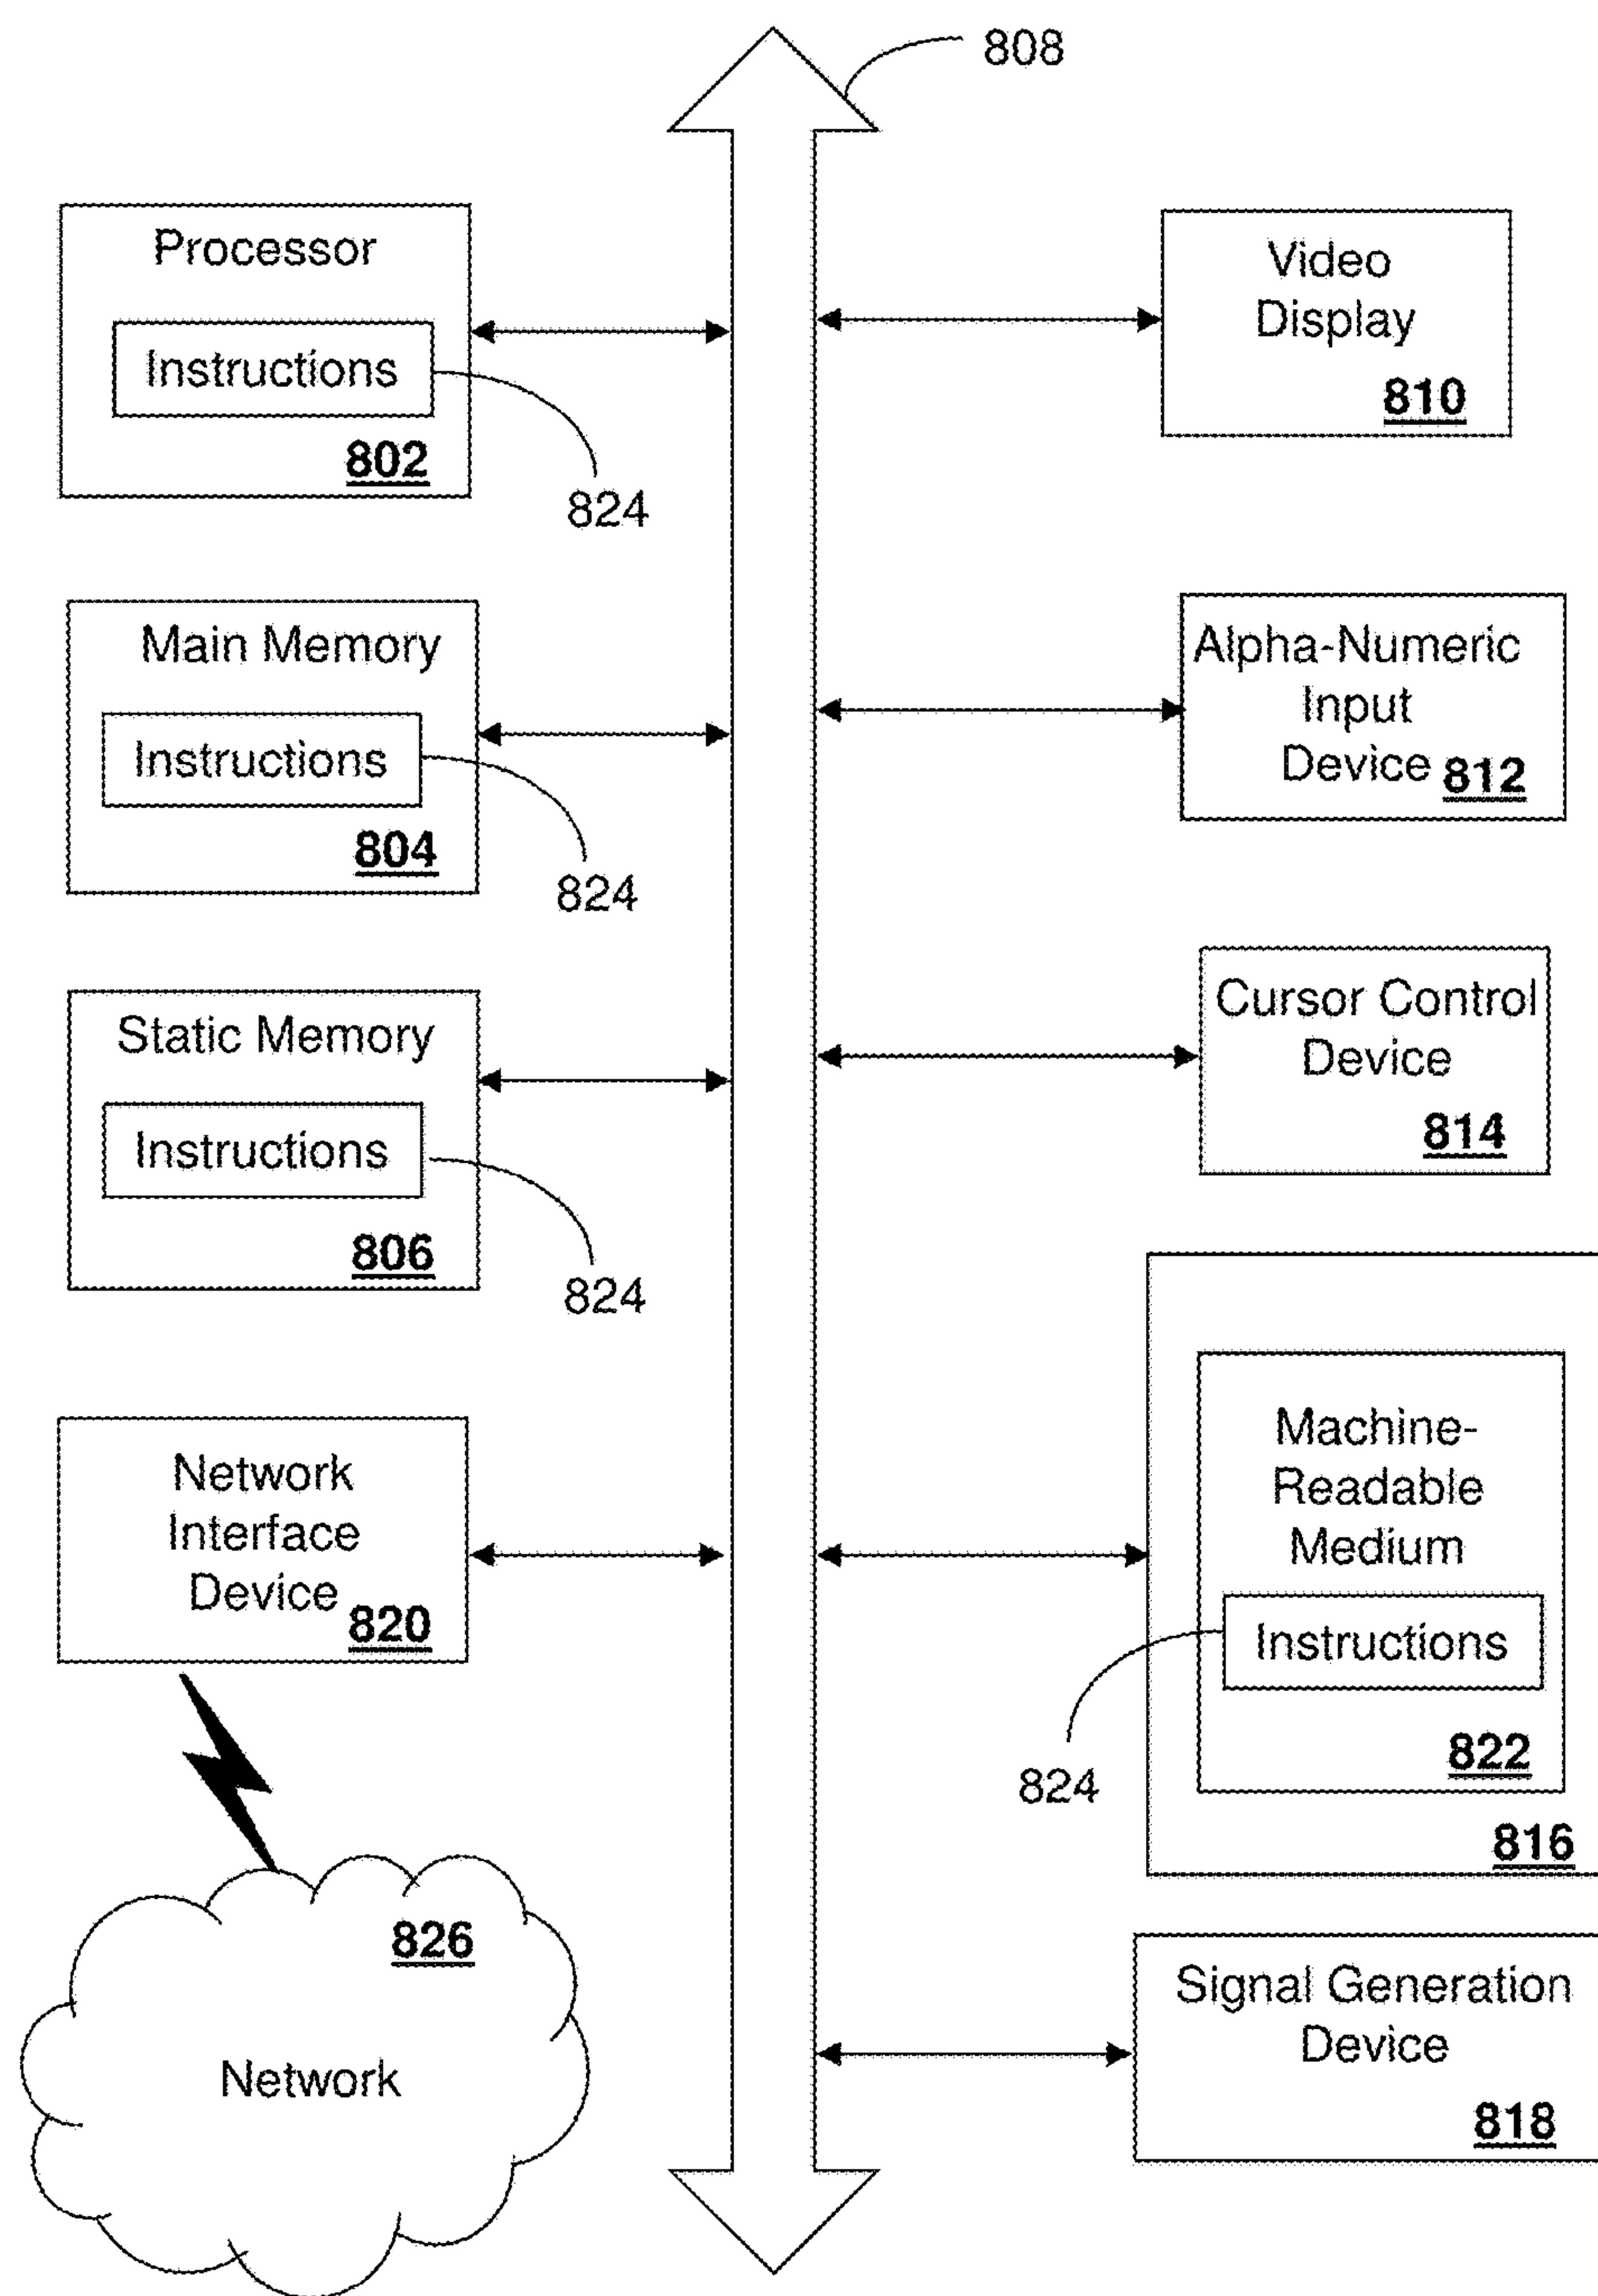 808
Processor
Instructions
802
824
Main Memory
Instructions
804
824
Static Memory
Instructions
806
824
Network
Interface
Device
820
826
Network
Video
Display
810
Alpha-Numeric
Input
Device
812
Cursor Control
Device
814
Machine-
Readable
Medium
Instructions
822
824
816
Signal Generation
Device
818